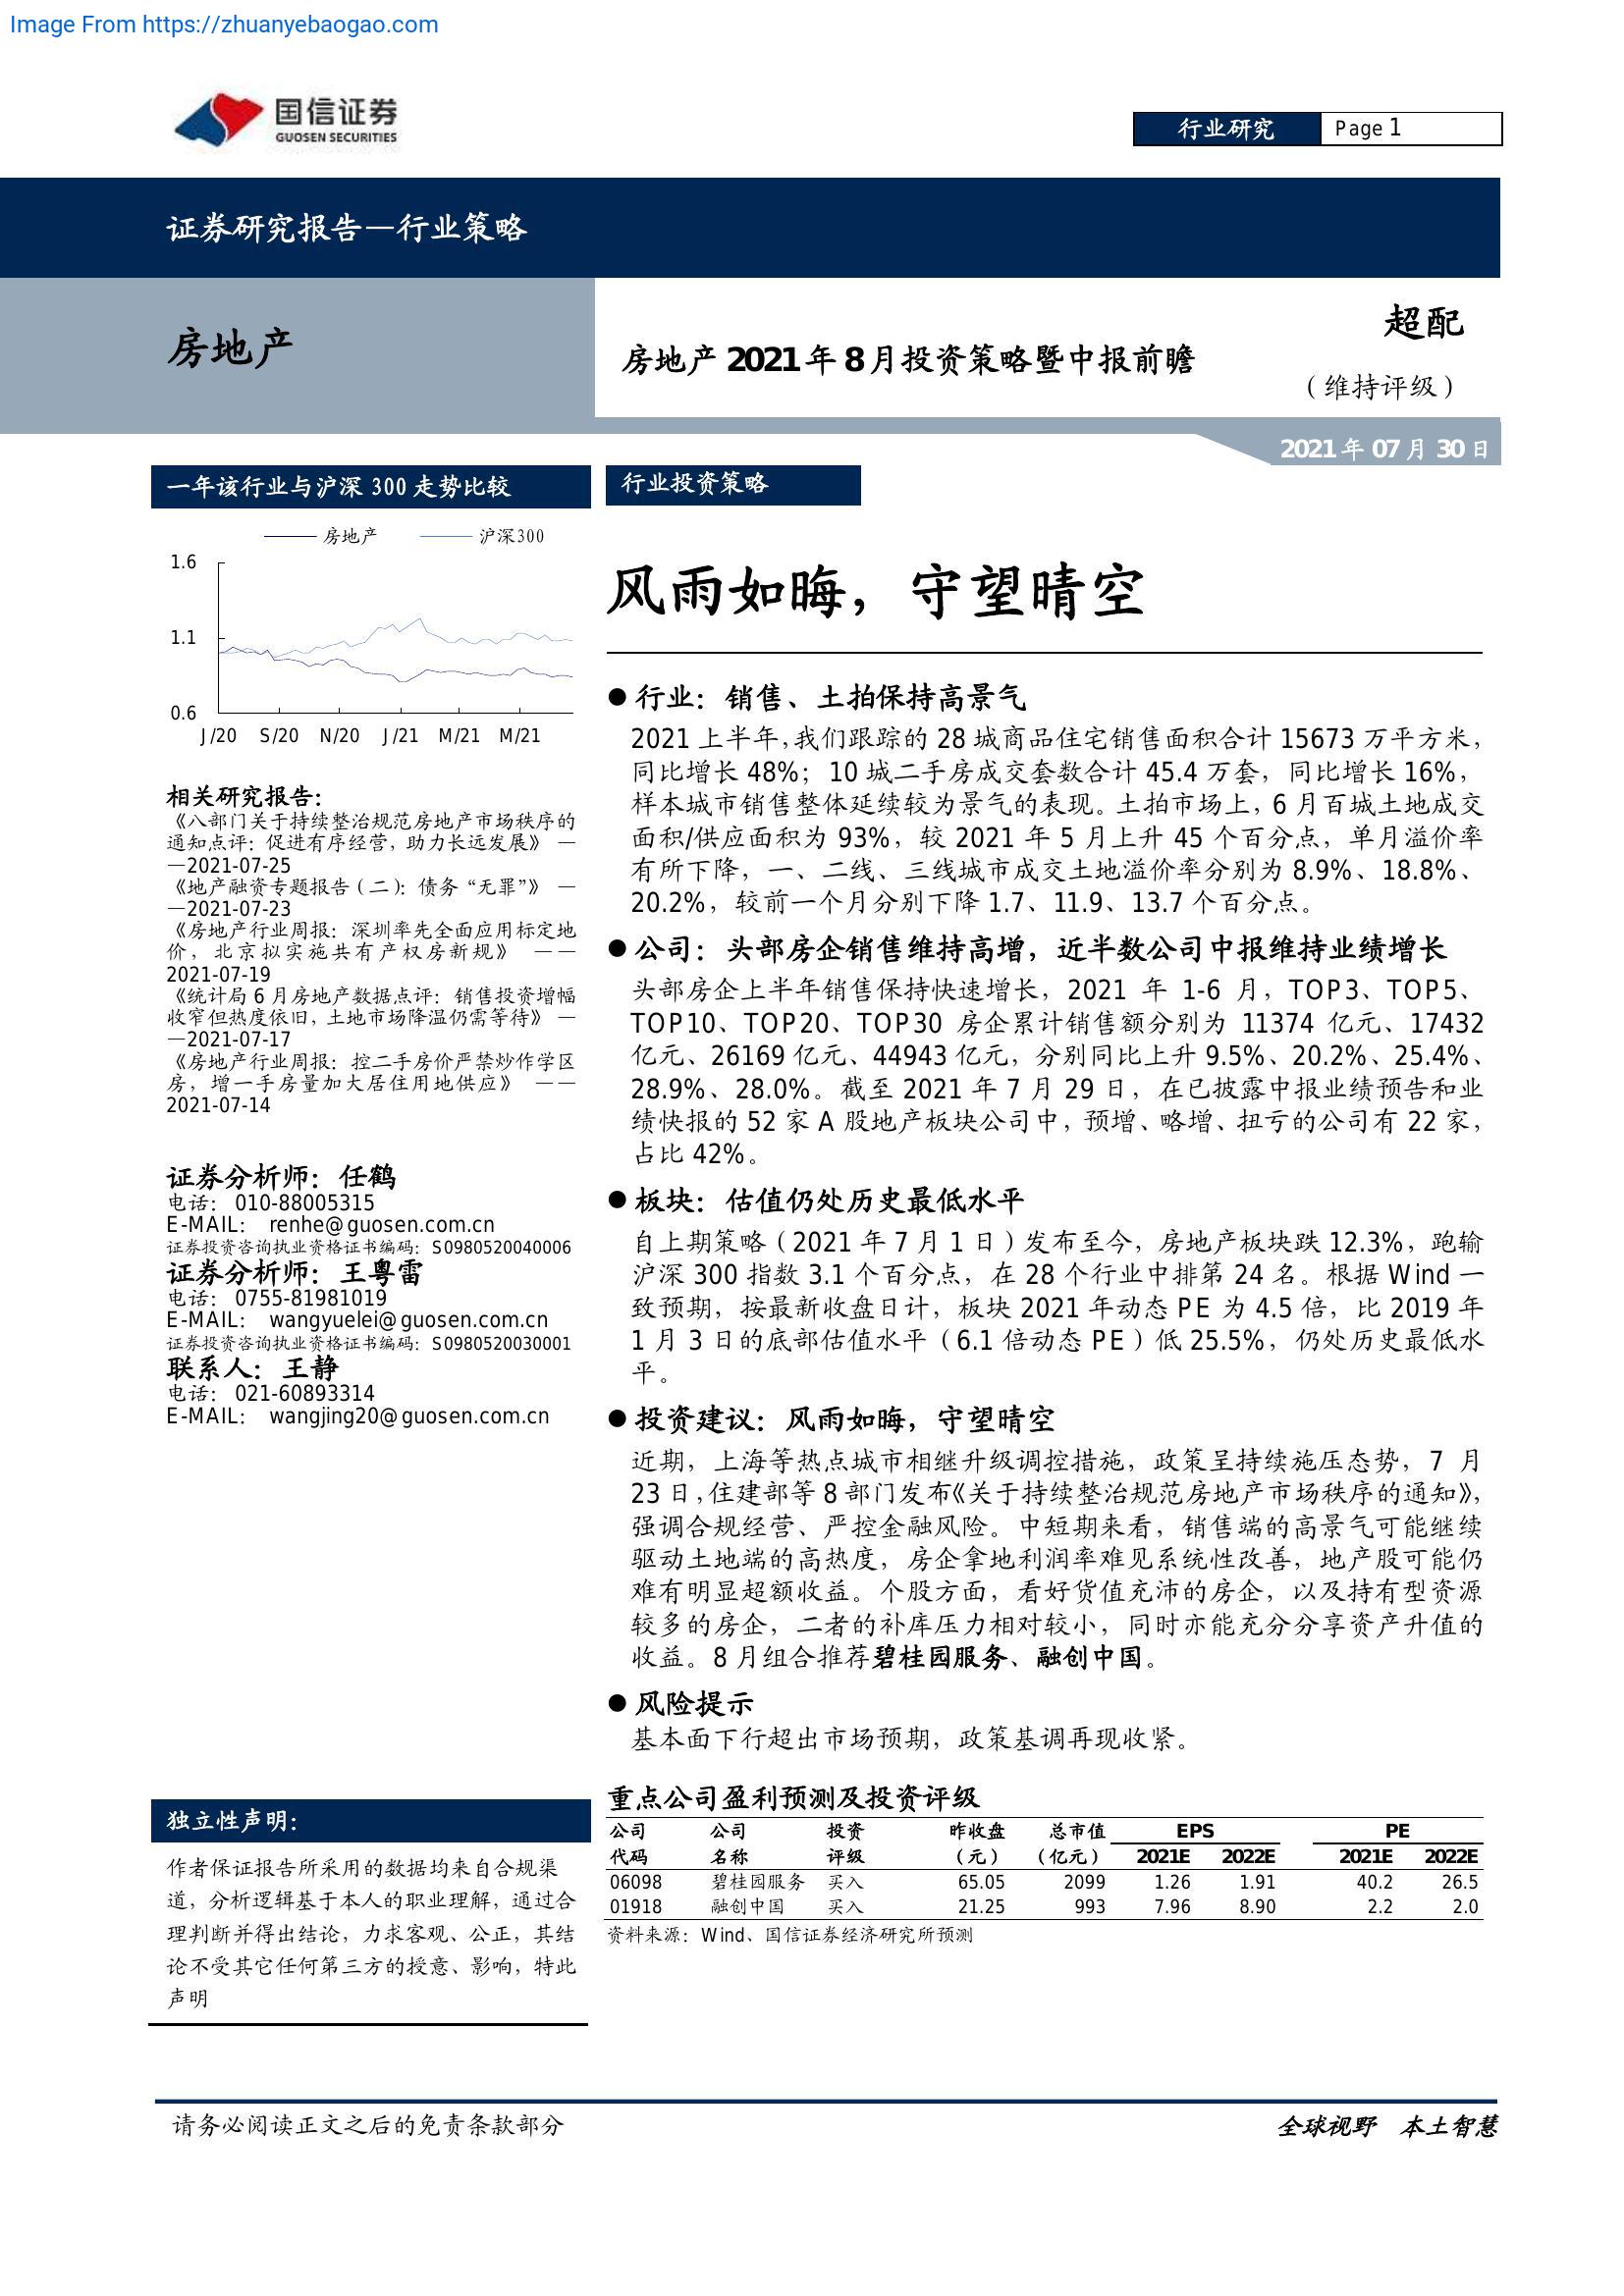 Image From https://zhuanyebaogao.com
国信证券
GUOSEN SECURITIES
行业研究
Page 1
证券研究报告—行业策略
房地产
房地产 2021 年 8 月投资策略暨中报前瞻
超配
（维持评级）
2021 年 07 月 30 日
一年该行业与沪深 300 走势比较
房地产
沪深300
1.6
1.1
0.6
J/20 S/20 N/20 J/21 M/21 M/21
相关研究报告：
《八部门关于持续整治规范房地产市场秩序的
通知点评：促进有序经营，助力长远发展》 —
—2021-07-25
《地产融资专题报告（二）：债务“无罪”》 —
—2021-07-23
《房地产行业周报：深圳率先全面应用标定地
价，北京拟实施共有产权房新规》 ——
2021-07-19
《统计局 6 月房地产数据点评：销售投资增幅
收窄但热度依旧，土地市场降温仍需等待》 —
—2021-07-17
《房地产行业周报：控二手房价严禁炒作学区
房，增一手房量加大居住用地供应》 ——
2021-07-14
证券分析师：任鹤
电话： 010-88005315
E-MAIL： renhe@guosen.com.cn
证券投资咨询执业资格证书编码：S0980520040006
证券分析师：王粤雷
电话： 0755-81981019
E-MAIL： wangyuelei@guosen.com.cn
证券投资咨询执业资格证书编码：S0980520030001
联系人：王静
电话： 021-60893314
E-MAIL： wangjing20@guosen.com.cn
独立性声明：
作者保证报告所采用的数据均来自合规渠
道，分析逻辑基于本人的职业理解，通过合
理判断并得出结论，力求客观、公正，其结
论不受其它任何第三方的授意、影响，特此
声明
行业投资策略
风雨如晦，守望晴空
● 行业：销售、土拍保持高景气
2021 上半年，我们跟踪的 28 城商品住宅销售面积合计 15673 万平方米，
同比增长 48%；10 城二手房成交套数合计 45.4 万套，同比增长 16%，
样本城市销售整体延续较为景气的表现。土拍市场上，6 月百城土地成交
面积/供应面积为 93%，较 2021 年 5 月上升 45 个百分点，单月溢价率
有所下降，一、二线、三线城市成交土地溢价率分别为 8.9%、18.8%、
20.2%，较前一个月分别下降 1.7、11.9、13.7 个百分点。
● 公司：头部房企销售维持高增，近半数公司中报维持业绩增长
头部房企上半年销售保持快速增长，2021 年 1-6 月，TOP3、TOP5、
TOP10、TOP20、TOP30 房企累计销售额分别为 11374 亿元、17432
亿元、26169 亿元、44943 亿元，分别同比上升 9.5%、20.2%、25.4%、
28.9%、28.0%。截至 2021 年 7 月 29 日，在已披露中报业绩预告和业
绩快报的 52 家 A 股地产板块公司中，预增、略增、扭亏的公司有 22 家，
占比 42%。
● 板块：估值仍处历史最低水平
自上期策略（2021 年 7 月 1 日）发布至今，房地产板块跌 12.3%，跑输
沪深 300 指数 3.1 个百分点，在 28 个行业中排第 24 名。根据 Wind 一
致预期，按最新收盘日计，板块 2021 年动态 PE 为 4.5 倍，比 2019 年
1 月 3 日的底部估值水平（6.1 倍动态 PE）低 25.5%，仍处历史最低水
平。
● 投资建议：风雨如晦，守望晴空
近期，上海等热点城市相继升级调控措施，政策呈持续施压态势，7 月
23 日，住建部等 8 部门发布《关于持续整治规范房地产市场秩序的通知》，
强调合规经营、严控金融风险。中短期来看，销售端的高景气可能继续
驱动土地端的高热度，房企拿地利润率难见系统性改善，地产股可能仍
难有明显超额收益。个股方面，看好货值充沛的房企，以及持有型资源
较多的房企，二者的补库压力相对较小，同时亦能充分分享资产升值的
收益。8 月组合推荐碧桂园服务、融创中国。
● 风险提示
基本面下行超出市场预期，政策基调再现收紧。
重点公司盈利预测及投资评级
公司 公司 投资 昨收盘 总市值 EPS PE
代码 名称 评级 （元） （亿元） 2021E 2022E 2021E 2022E
06098 碧桂园服务 买入 65.05 2099 1.26 1.91 40.2 26.5
01918 融创中国 买入 21.25 993 7.96 8.90 2.2 2.0
资料来源：Wind、国信证券经济研究所预测
请务必阅读正文之后的免责条款部分
全球视野 本土智慧